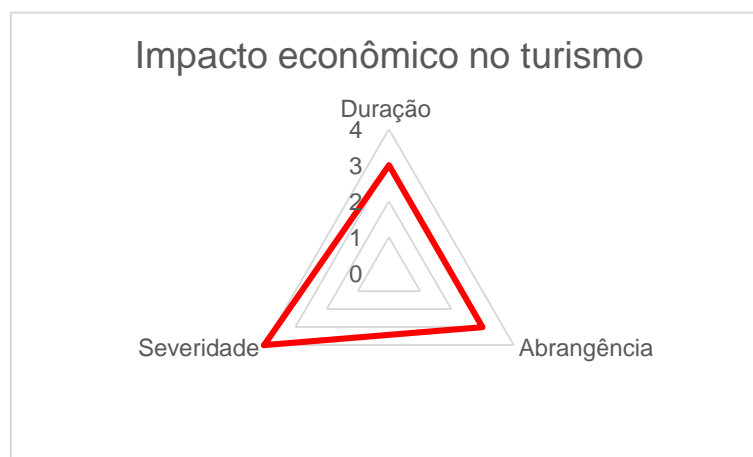 Impacto econômico no turismo
Duração
4
3
2
1
0
Severidade
Abrangência